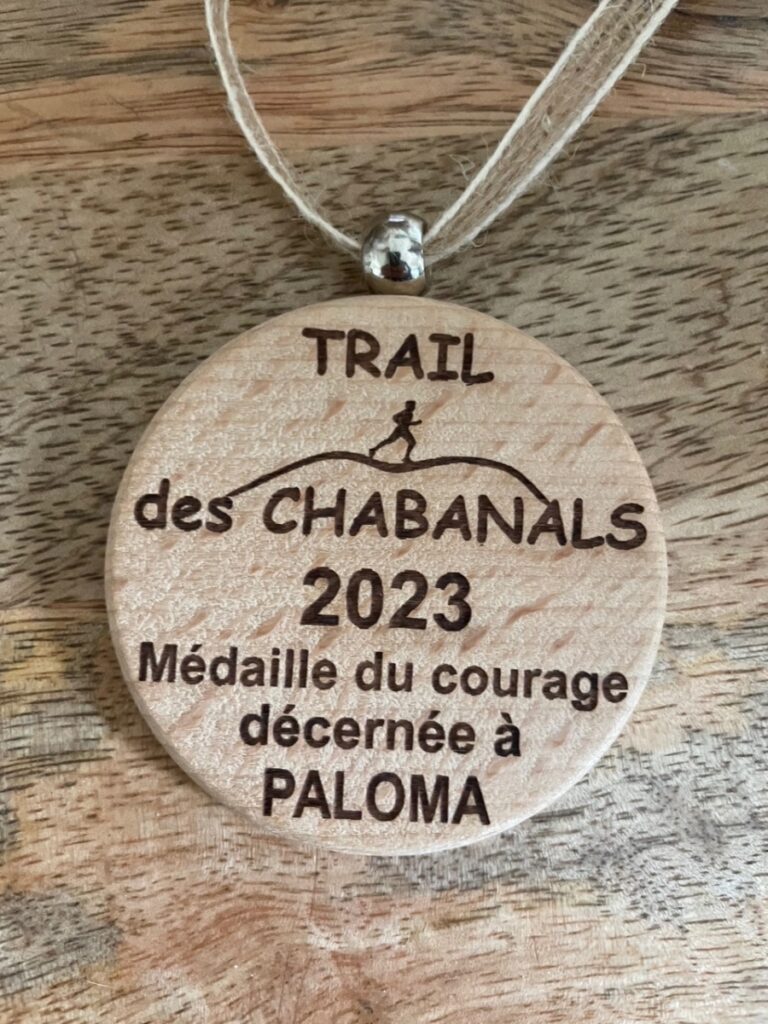 TRAIL
des CHABANALS
2023
Médaille du courage
décernée à
PALOMA